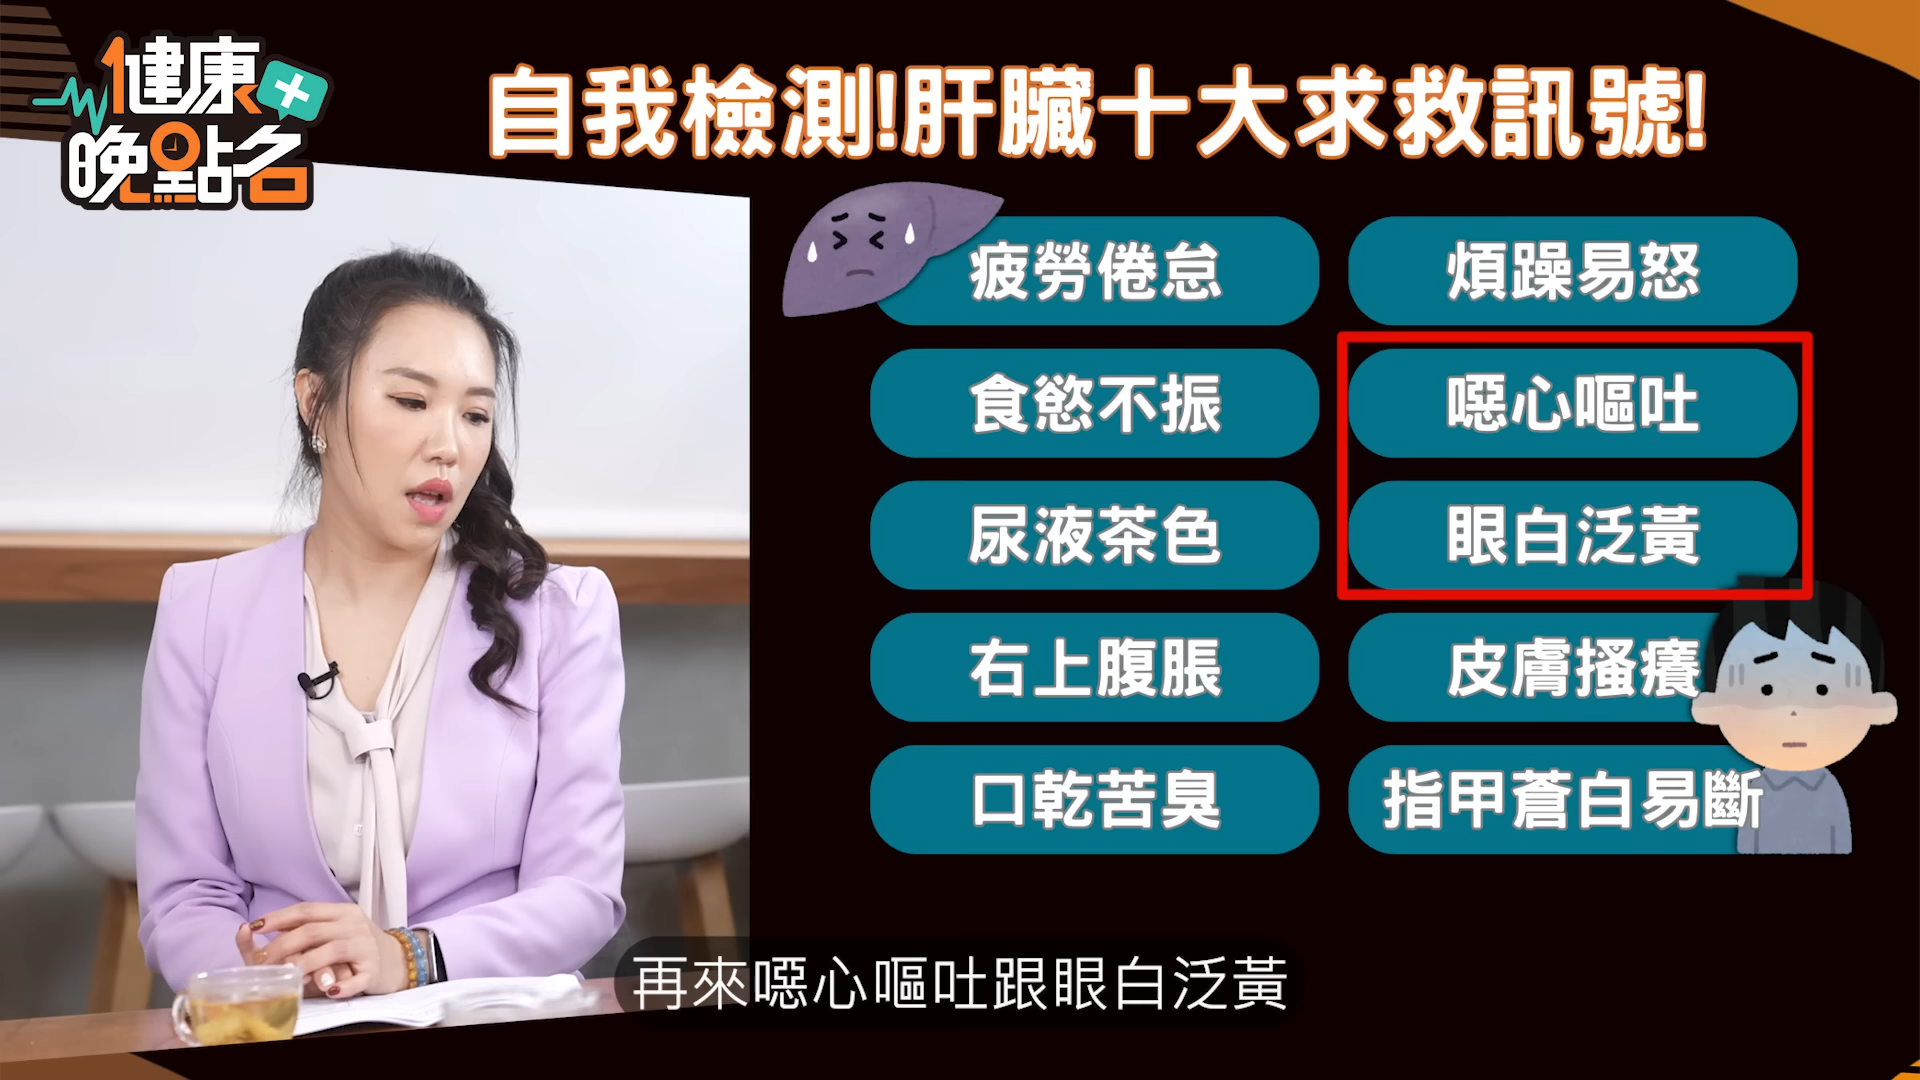 健康
晚點名
自我檢測!肝臟十大求救訊號!
疲勞倦怠
煩躁易怒
食慾不振
噁心嘔吐
尿液茶色
眼白泛黃
右上腹脹
皮膚搔癢
口乾苦臭
指甲蒼白易斷
再來噁心嘔吐跟眼白泛黃